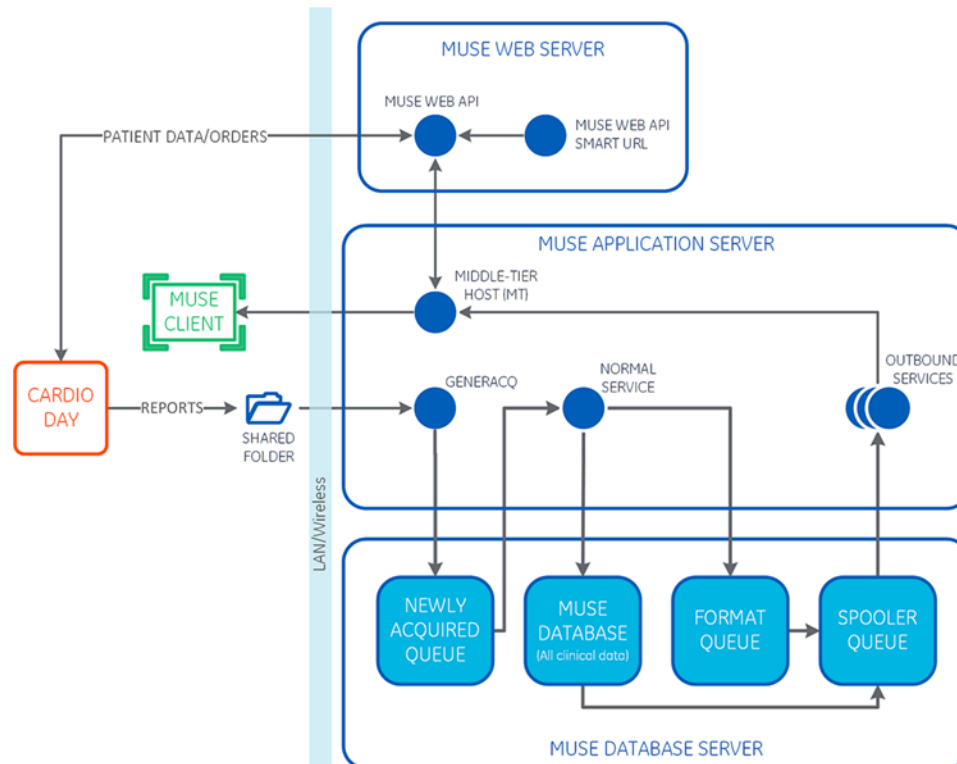 MUSE WEB SERVER
MUSE WEB API
PATIENT DATA/ORDERS
MUSE WEB API
SMART URL
MUSE APPLICATION SERVER
MIDDLE-TIER
HOST (MT)
MUSE
CLIENT
OUTBOUND
SERVICES
NORMAL
SERVICE
GENERACQ
CARDIO
DAY
REPORTS
SHARED
FOLDER
LAN/Wireless
NEWLY
ACQUIRED
QUEUE
MUSE
DATABASE
(All clinical data)
FORMAT
QUEUE
SPOOLER
QUEUE
MUSE DATABASE SERVER